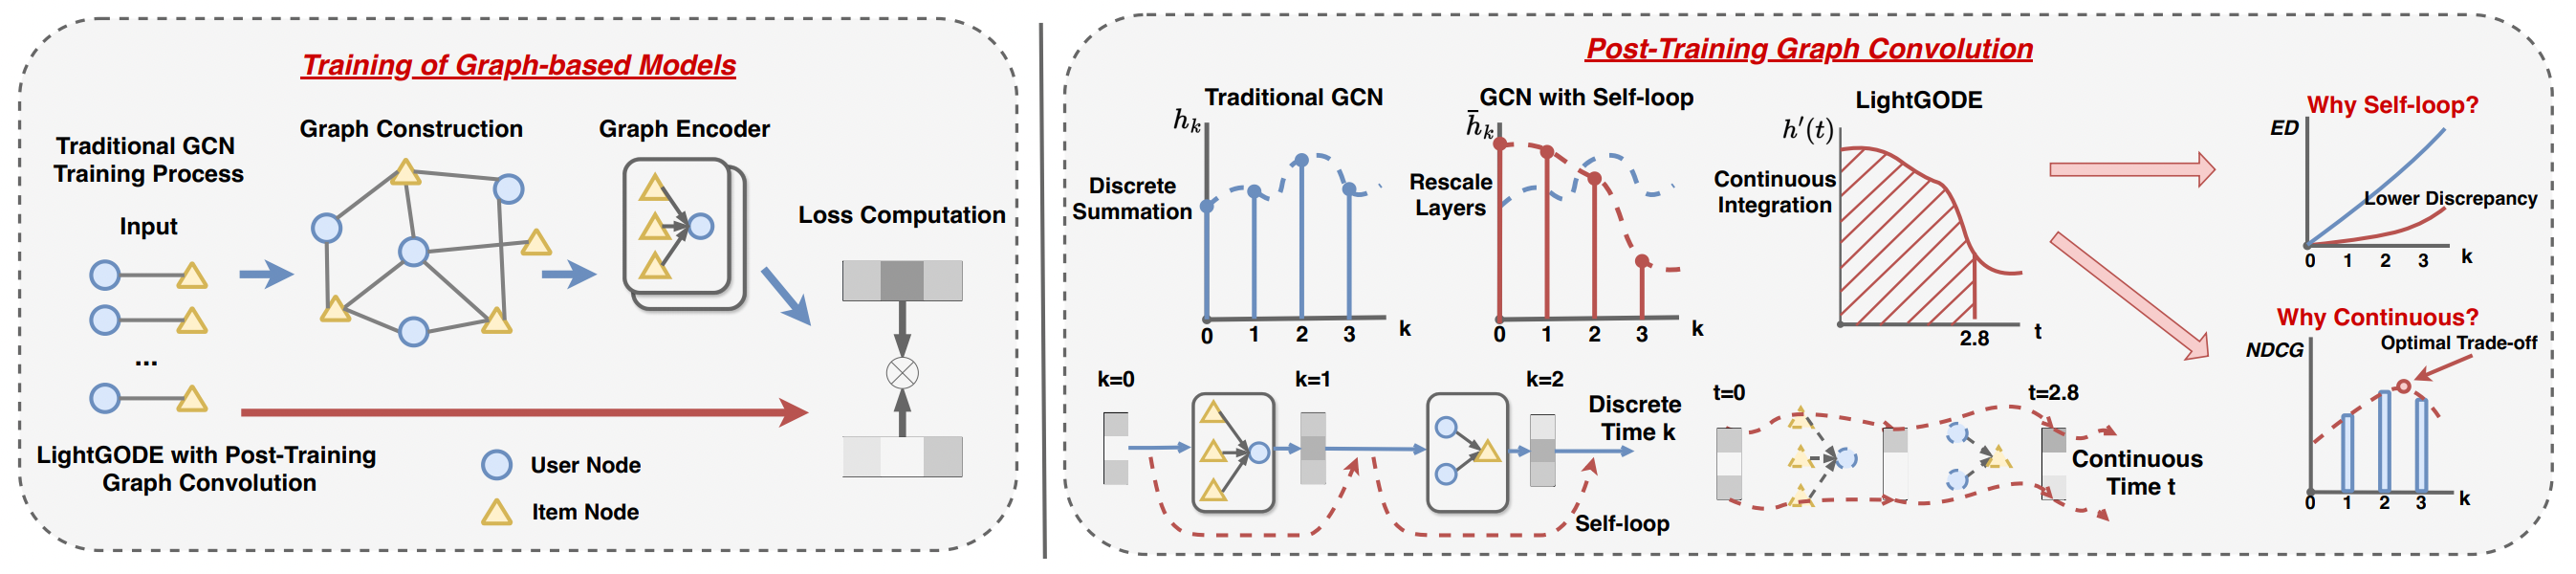 Training of Graph-based Models
Traditional GCN
Training Process
Graph Construction
Graph Encoder
Input
Loss Computation
...
LightGODE with Post-Training
Graph Convolution
User Node
Item Node
Post-Training Graph Convolution
Traditional GCN
h_k
Discrete
Summation
0 1 2 3 k
GCN with Self-loop
h̄_k
Rescale
Layers
0 1 2 3 k
LightGODE
h'(t)
Continuous
Integration
2.8 t
k=0
k=1
k=2
Discrete
Time k
Self-loop
t=0
t=2.8
Continuous
Time t
Why Self-loop?
ED
Lower Discrepancy
0 1 2 3 k
Why Continuous?
NDCG
Optimal Trade-off
0 1 2 3 k